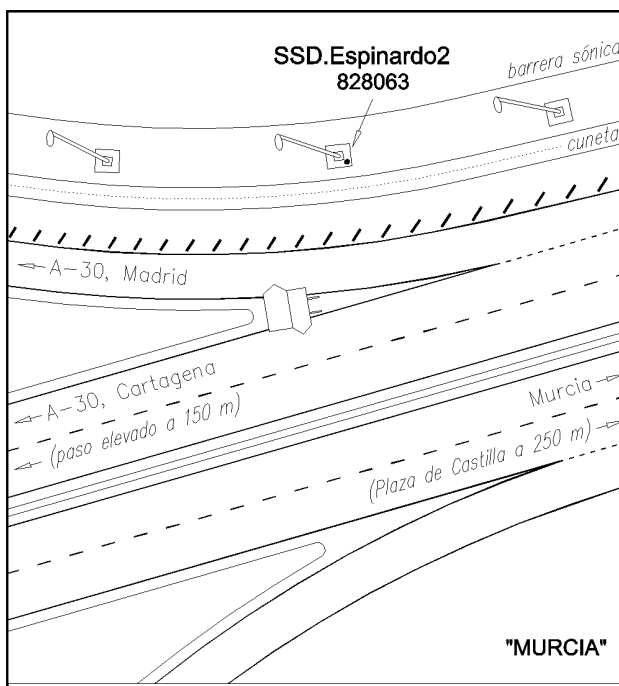 SSD.Espinardo2
828063
barrera sónica
cuneta
←A-30, Madrid
←A-30, Cartagena
←(paso elevado a 150 m)
Murcia→
(Plaza de Castilla a 250 m)→
"MURCIA"